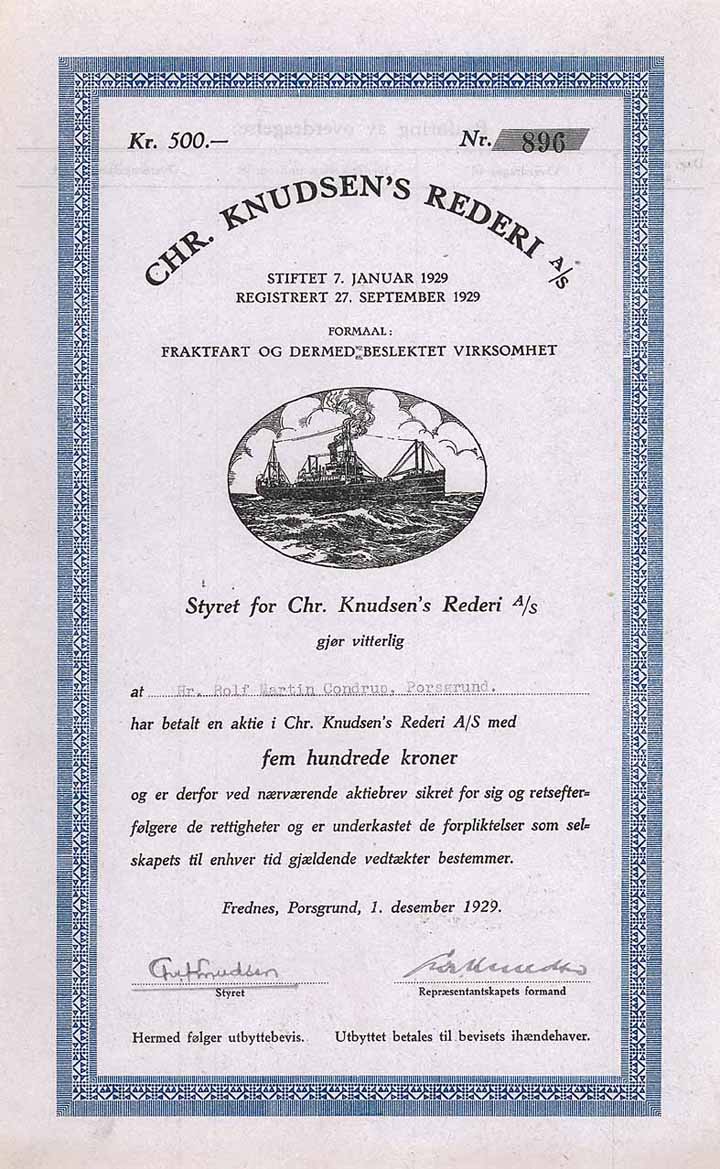 Kr. 500.— Nr. 896
CHR. KNUDSEN'S REDERI A/S
STIFTET 7. JANUAR 1929
REGISTRERT 27. SEPTEMBER 1929
FORMAAL:
FRAKTFART OG DERMED BESLEKTET VIRKSOMHET
Styret for Chr. Knudsen's Rederi A/s
gjør vitterlig
at Hr. Rolf Martin Condrup, Porsgrund.
har betalt en aktie i Chr. Knudsen's Rederi A/S med
fem hundrede kroner
og er derfor ved nærværende aktiebrev sikret for sig og retsefter=
følgere de rettigheter og er underkastet de forpliktelser som sel=
skapets til enhver tid gjældende vedtækter bestemmer.
Frednes, Porsgrund, 1. desember 1929.
Chr. Knudsen
Styret Repræsentantskapets formand
Hermed følger utbyttebevis. Utbyttet betales til bevisets ihændehaver.